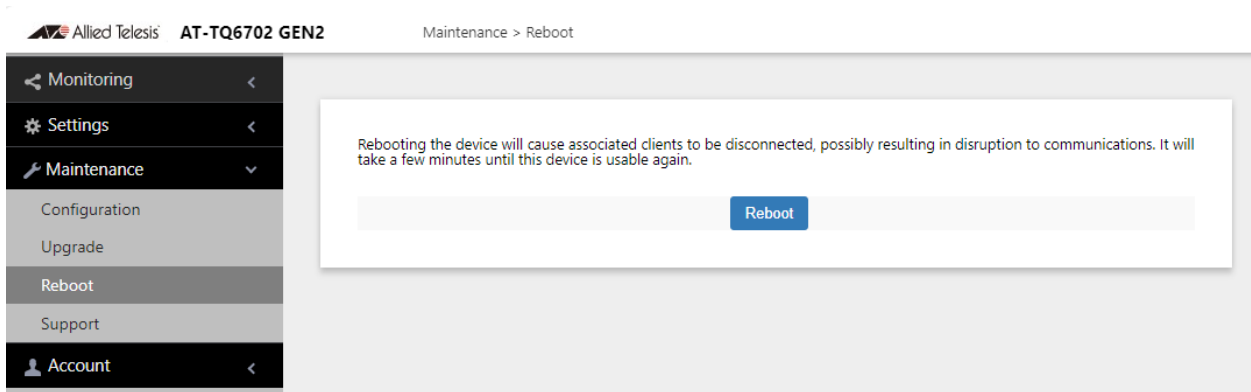 Allied Telesis AT-TQ6702 GEN2 Maintenance > Reboot
Monitoring
Settings
Maintenance
Configuration
Upgrade
Reboot
Support
Account
Rebooting the device will cause associated clients to be disconnected, possibly resulting in disruption to communications. It will
take a few minutes until this device is usable again.
Reboot